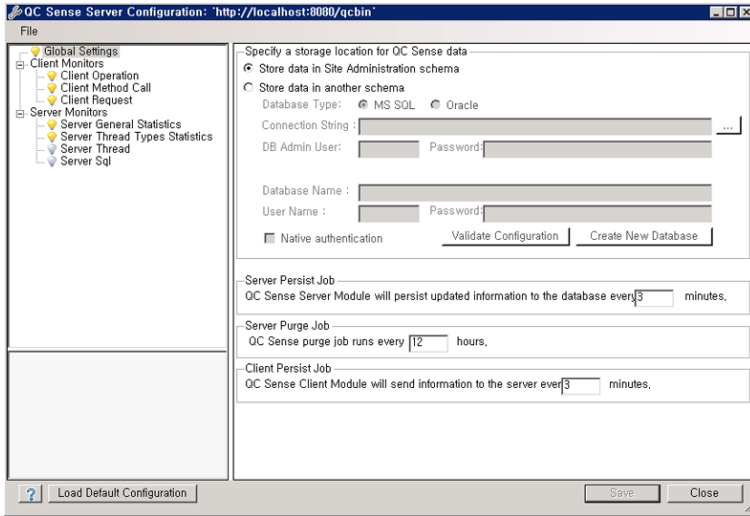 QC Sense Server Configuration: 'http://localhost:8080/qcbin'
File
Global Settings
Client Monitors
Client Operation
Client Method Call
Client Request
Server Monitors
Server General Statistics
Server Thread Types Statistics
Server Thread
Server Sql
Specify a storage location for QC Sense data
Store data in Site Administration schema
Store data in another schema
Database Type: MS SQL Oracle
Connection String : ...
DB Admin User: Password:
Database Name :
User Name : Password:
Native authentication Validate Configuration Create New Database
Server Persist Job
QC Sense Server Module will persist updated information to the database every 3 minutes.
Server Purge Job
QC Sense purge job runs every 12 hours.
Client Persist Job
QC Sense Client Module will send information to the server ever 3 minutes.
? Load Default Configuration Save Close